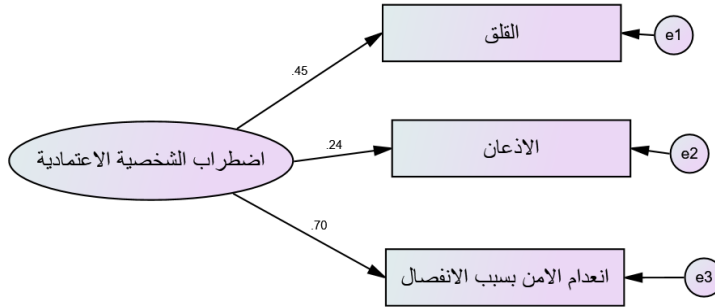 القلق
e1
.45
اضطراب الشخصية الاعتمادية
.24
الاذعان
e2
.70
انعدام الامن بسبب الانفصال
e3